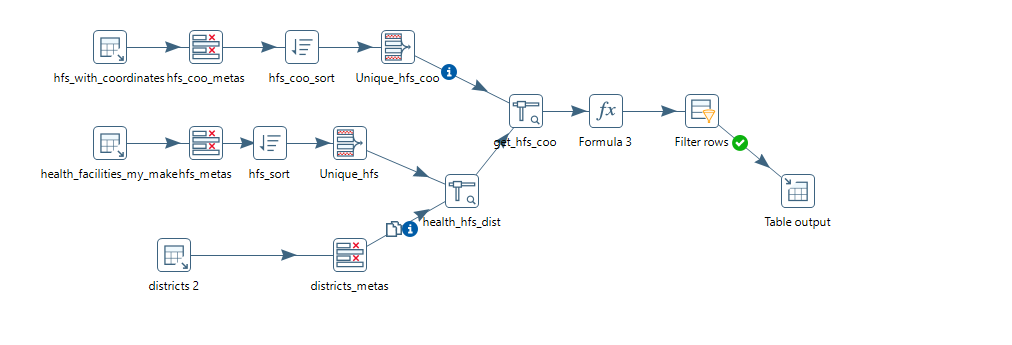 hfs_with_coordinates
hfs_coo_metas
hfs_coo_sort
Unique_hfs_coo
get_hfs_coo
Formula 3
Filter rows
health_facilities_my_make
hfs_metas
hfs_sort
Unique_hfs
health_hfs_dist
Table output
districts 2
districts_metas